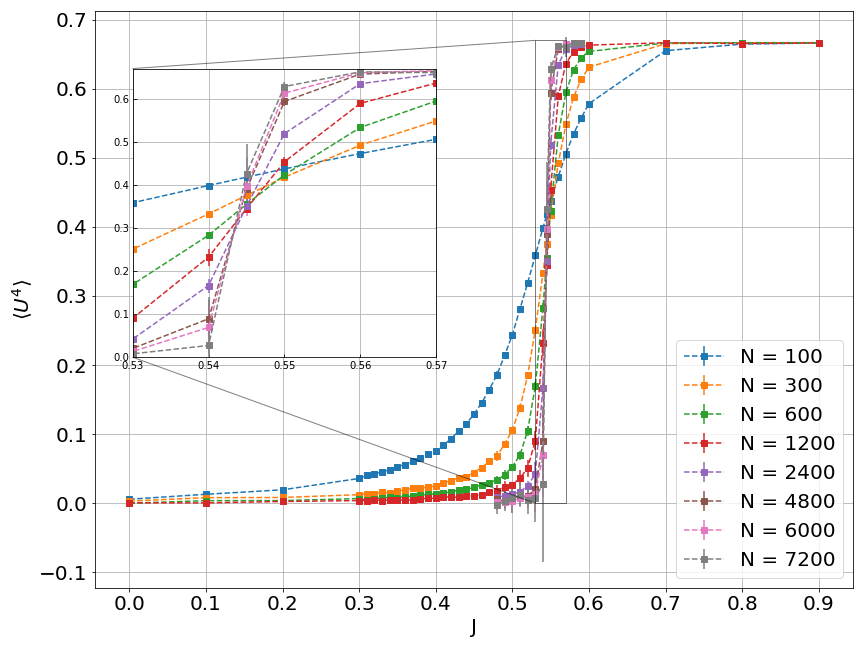 0.7
0.6
0.5
0.4
0.3
0.2
0.1
0.0
−0.1
⟨U⁴⟩
0.6
0.5
0.4
0.3
0.2
0.1
0.0
0.53 0.54 0.55 0.56 0.57
N = 100
N = 300
N = 600
N = 1200
N = 2400
N = 4800
N = 6000
N = 7200
0.0 0.1 0.2 0.3 0.4 0.5 0.6 0.7 0.8 0.9
J